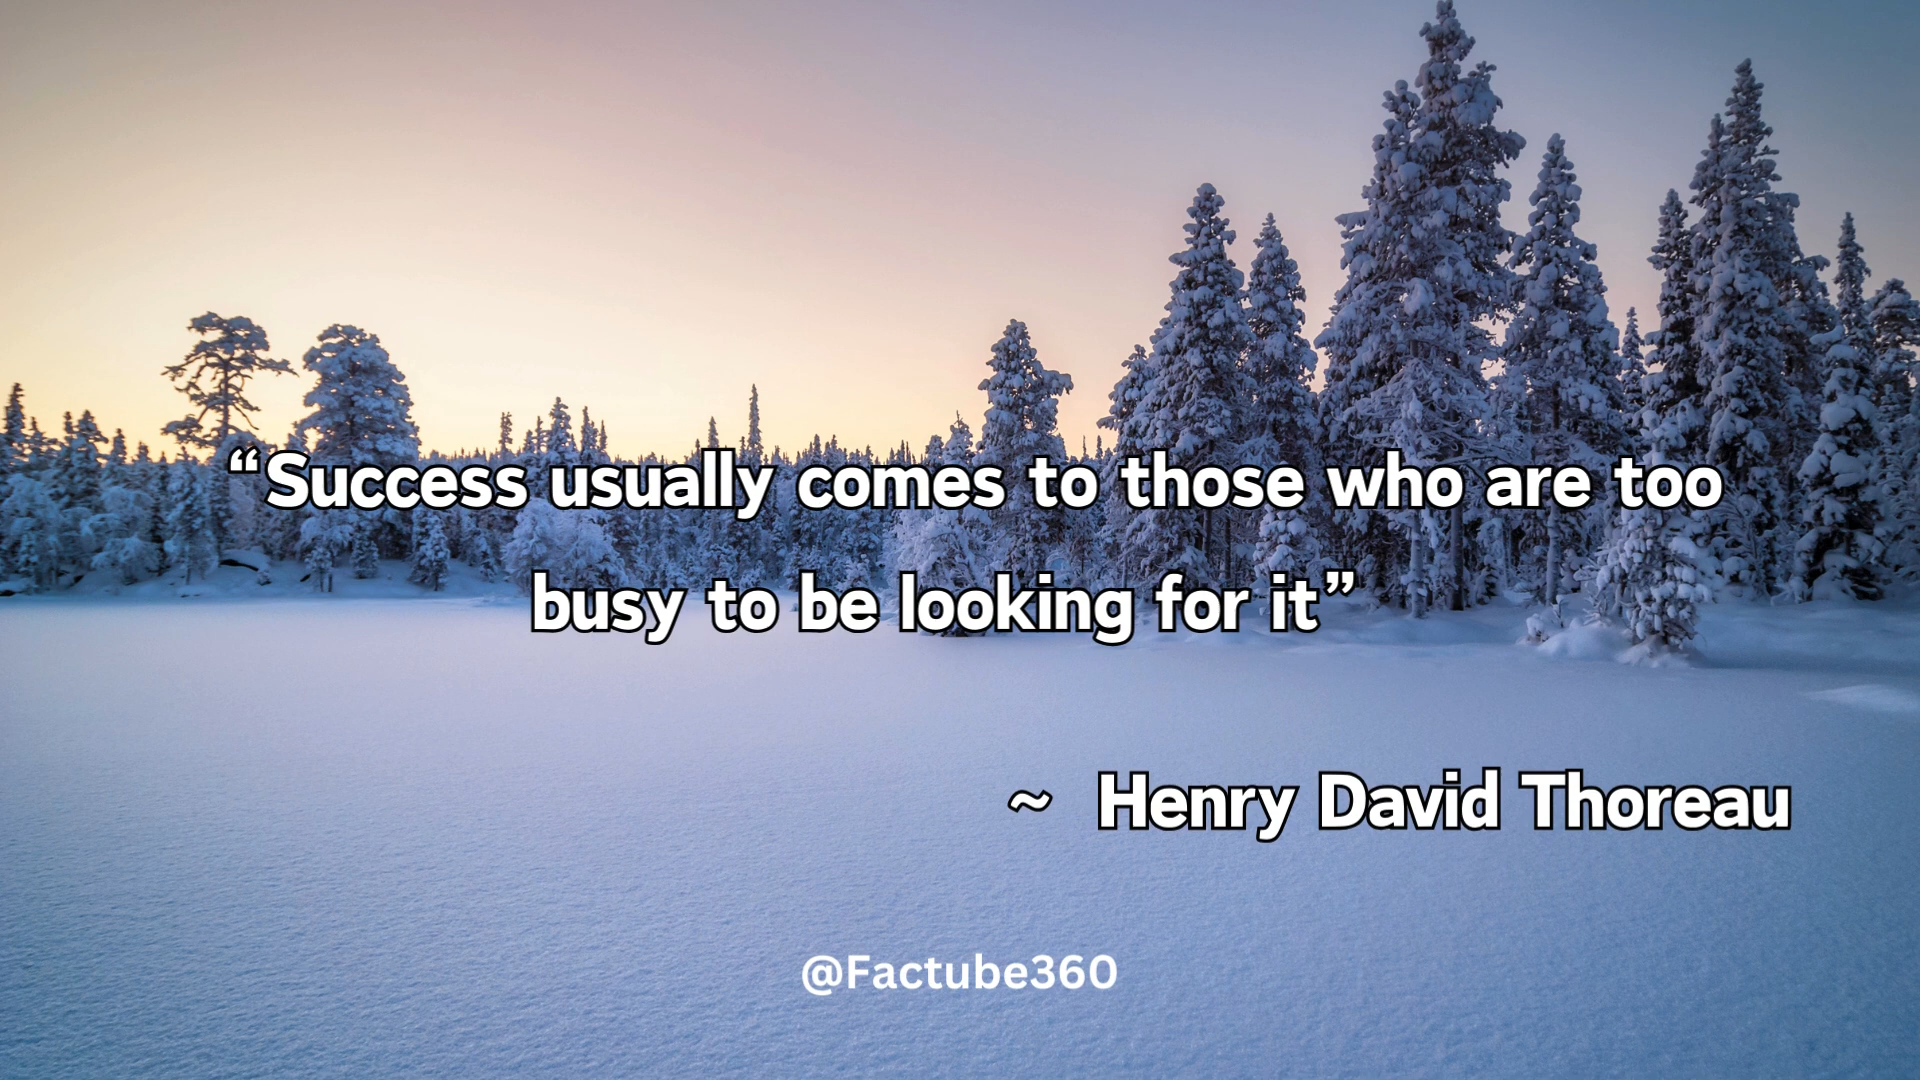 “Success usually comes to those who are too
busy to be looking for it”
~ Henry David Thoreau
@Factube360